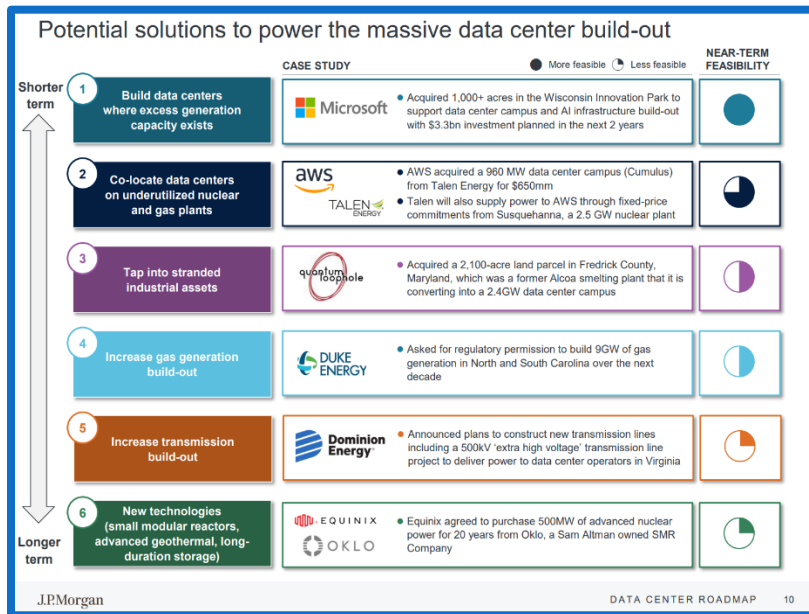 Potential solutions to power the massive data center build-out
CASE STUDY
More feasible
Less feasible
NEAR-TERM
FEASIBILITY
Shorter
term
1
Build data centers
where excess generation
capacity exists
Microsoft
• Acquired 1,000+ acres in the Wisconsin Innovation Park to
support data center campus and AI infrastructure build-out
with $3.3bn investment planned in the next 2 years
2
Co-locate data centers
on underutilized nuclear
and gas plants
aws
TALEN
ENERGY
• AWS acquired a 960 MW data center campus (Cumulus)
from Talen Energy for $650mm
• Talen will also supply power to AWS through fixed-price
commitments from Susquehanna, a 2.5 GW nuclear plant
3
Tap into stranded
industrial assets
quantum
loophole
• Acquired a 2,100-acre land parcel in Fredrick County,
Maryland, which was a former Alcoa smelting plant that it is
converting into a 2.4GW data center campus
4
Increase gas generation
build-out
DUKE
ENERGY
• Asked for regulatory permission to build 9GW of gas
generation in North and South Carolina over the next
decade
5
Increase transmission
build-out
Dominion
Energy®
• Announced plans to construct new transmission lines
including a 500kV ‘extra high voltage’ transmission line
project to deliver power to data center operators in Virginia
6
New technologies
(small modular reactors,
advanced geothermal, long-
duration storage)
EQUINIX
OKLO
• Equinix agreed to purchase 500MW of advanced nuclear
power for 20 years from Oklo, a Sam Altman owned SMR
Company
Longer
term
J.P.Morgan
DATA CENTER ROADMAP
10